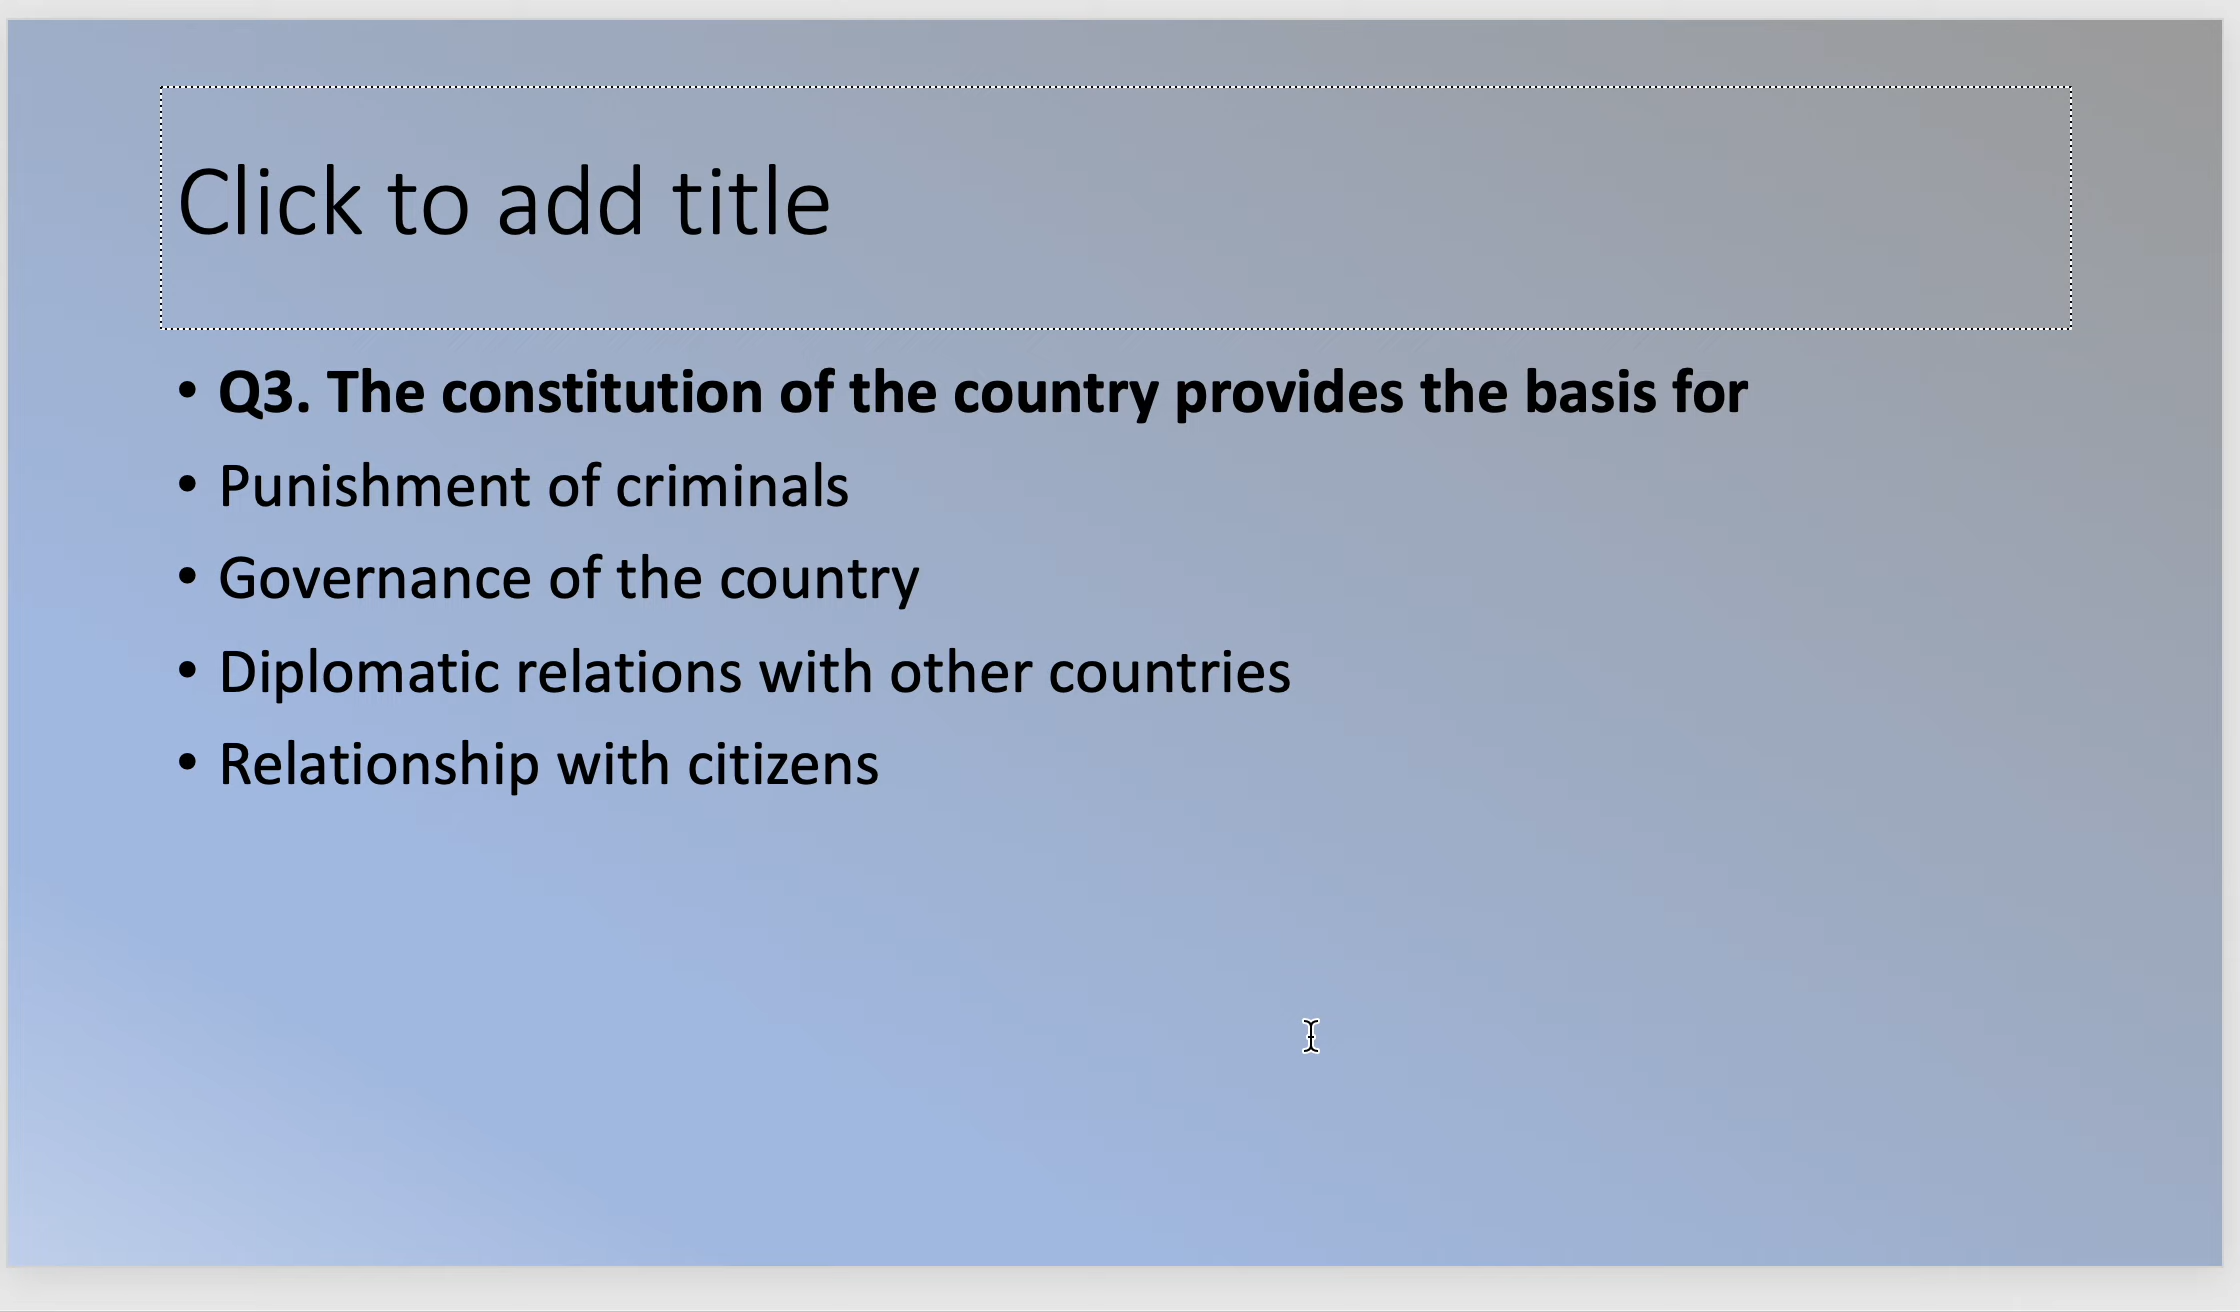 Click to add title
• Q3. The constitution of the country provides the basis for
• Punishment of criminals
• Governance of the country
• Diplomatic relations with other countries
• Relationship with citizens